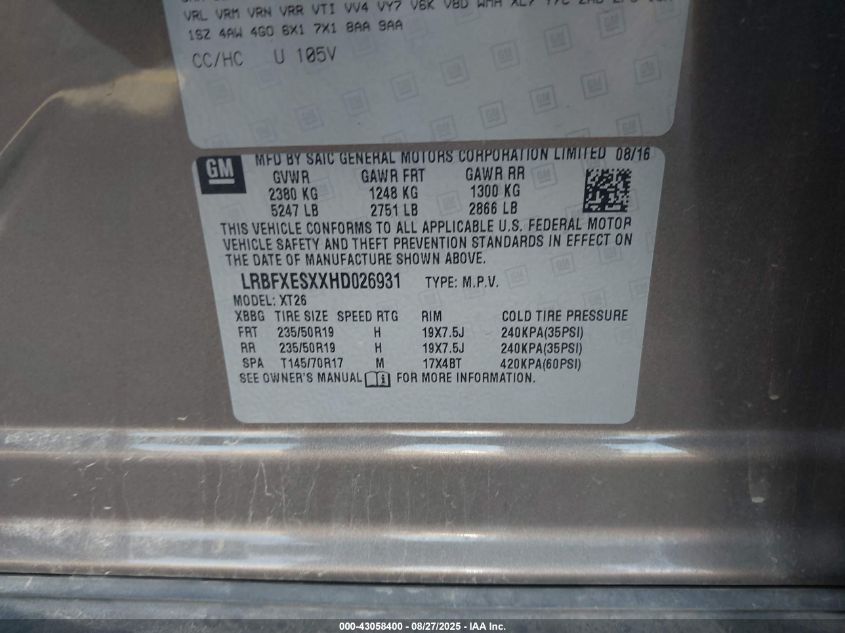 VRL VRM VRN VRR VTI VV4 VY7 V6K V8D WMH XL7
1SZ 4AW 4GO 6X1 7X1 8AA 9AA
CC/HC U 105V
GM
MFD BY SAIC GENERAL MOTORS CORPORATION LIMITED 08/16
GVWR GAWR FRT GAWR RR
2380 KG 1248 KG 1300 KG
5247 LB 2751 LB 2866 LB
THIS VEHICLE CONFORMS TO ALL APPLICABLE U.S. FEDERAL MOTOR
VEHICLE SAFETY AND THEFT PREVENTION STANDARDS IN EFFECT ON
THE DATE OF MANUFACTURE SHOWN ABOVE.
LRBFXESXXHD026931 TYPE: M.P.V.
MODEL: XT26
XBBG TIRE SIZE SPEED RTG RIM COLD TIRE PRESSURE
FRT 235/50R19 H 19X7.5J 240KPA(35PSI)
RR 235/50R19 H 19X7.5J 240KPA(35PSI)
SPA T145/70R17 M 17X4BT 420KPA(60PSI)
SEE OWNER'S MANUAL FOR MORE INFORMATION.
000-43058400 - 08/27/2025 - IAA Inc.